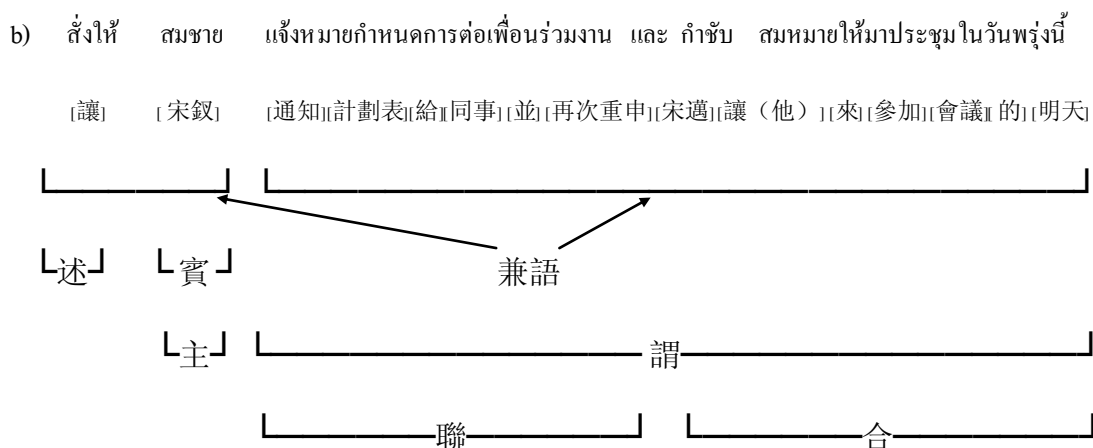 b) สั่งให้ สมชาย แจ้งหมายกำหนดการต่อเพื่อนร่วมงาน และ กำชับ สมหมายให้มาประชุมในวันพรุ่งนี้
[讓] [宋釵] [通知][計劃表][給][同事][並][再次重申][宋邁][讓（他）][來][參加][會議][的][明天]
述 賓 兼語
主 謂
聯 合